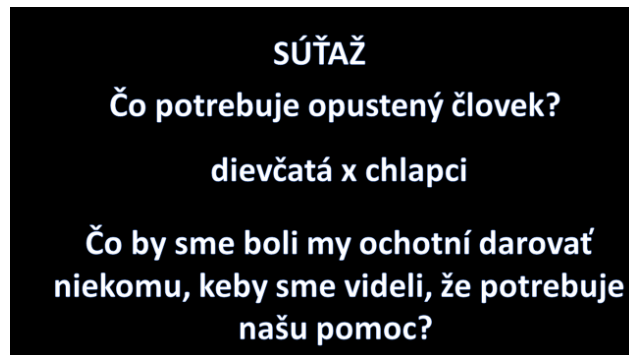 SÚŤAŽ
Čo potrebuje opustený človek?
dievčatá x chlapci
Čo by sme boli my ochotní darovať
niekomu, keby sme videli, že potrebuje
našu pomoc?